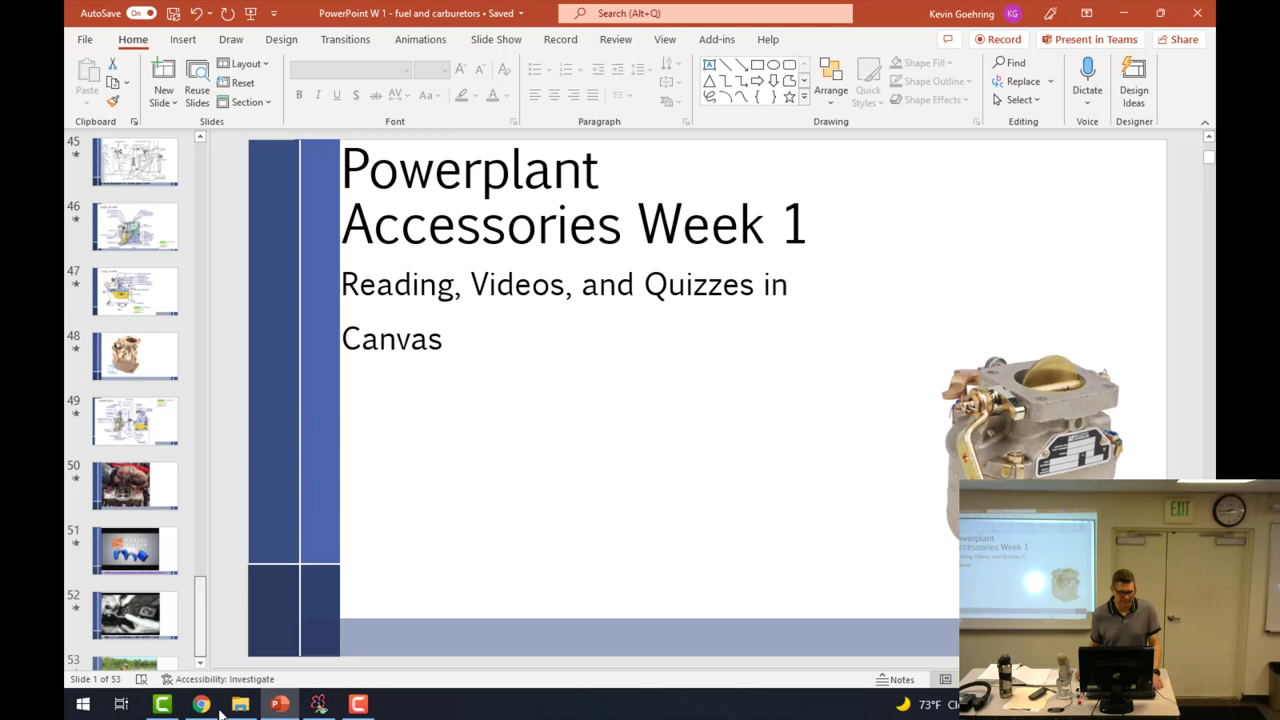 AutoSave On
PowerPoint W 1 - fuel and carburetors • Saved
Search (Alt+Q)
Kevin Goehring KG
File Home Insert Draw Design Transitions Animations Slide Show Record Review View Add-ins Help
Record
Present in Teams
Share
Paste
New Slide
Reuse Slides
Layout
Reset
Section
Arrange
Quick Styles
Shape Fill
Shape Outline
Shape Effects
Find
Replace
Select
Dictate
Design Ideas
Clipboard Slides Font Paragraph Drawing Editing Voice Designer
45
46
47
48
49
50
51
52
53
Powerplant
Accessories Week 1
Reading, Videos, and Quizzes in
Canvas
EXIT
Accessories Week 1
Slide 1 of 53
Accessibility: Investigate
Notes
73°F